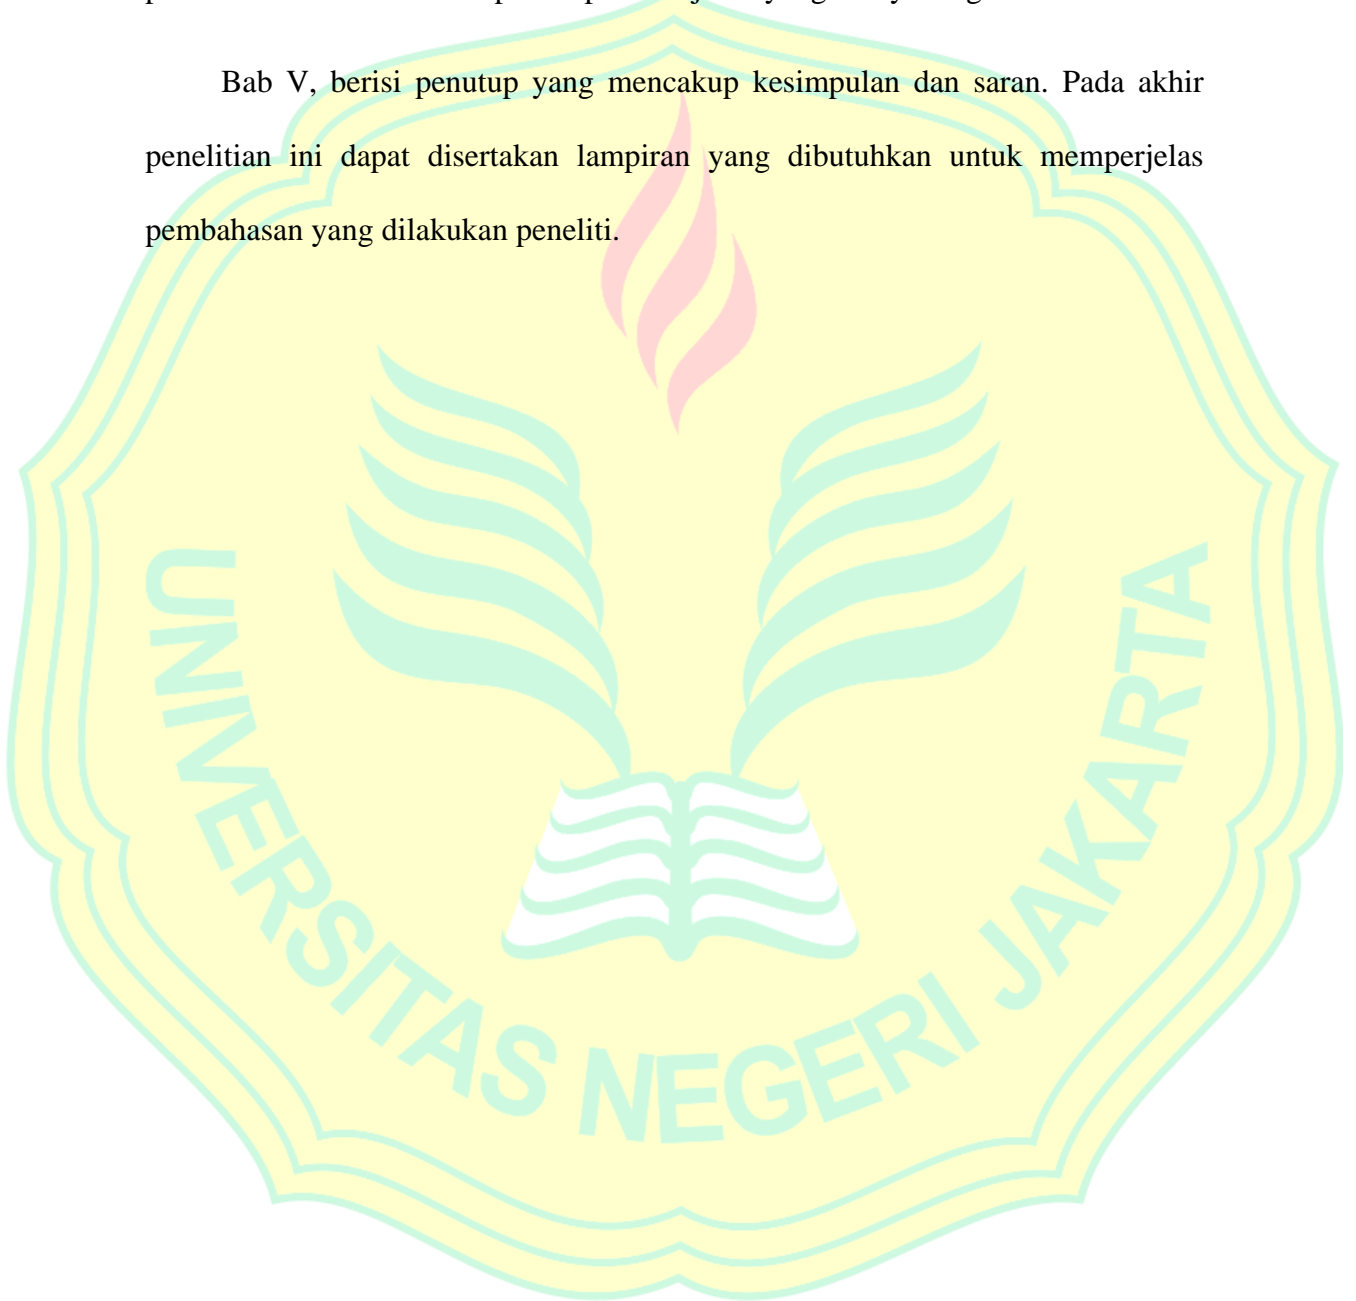 Bab V, berisi penutup yang mencakup kesimpulan dan saran. Pada akhir
penelitian ini dapat disertakan lampiran yang dibutuhkan untuk memperjelas
pembahasan yang dilakukan peneliti.
UNIVERSITAS NEGERI JAKARTA